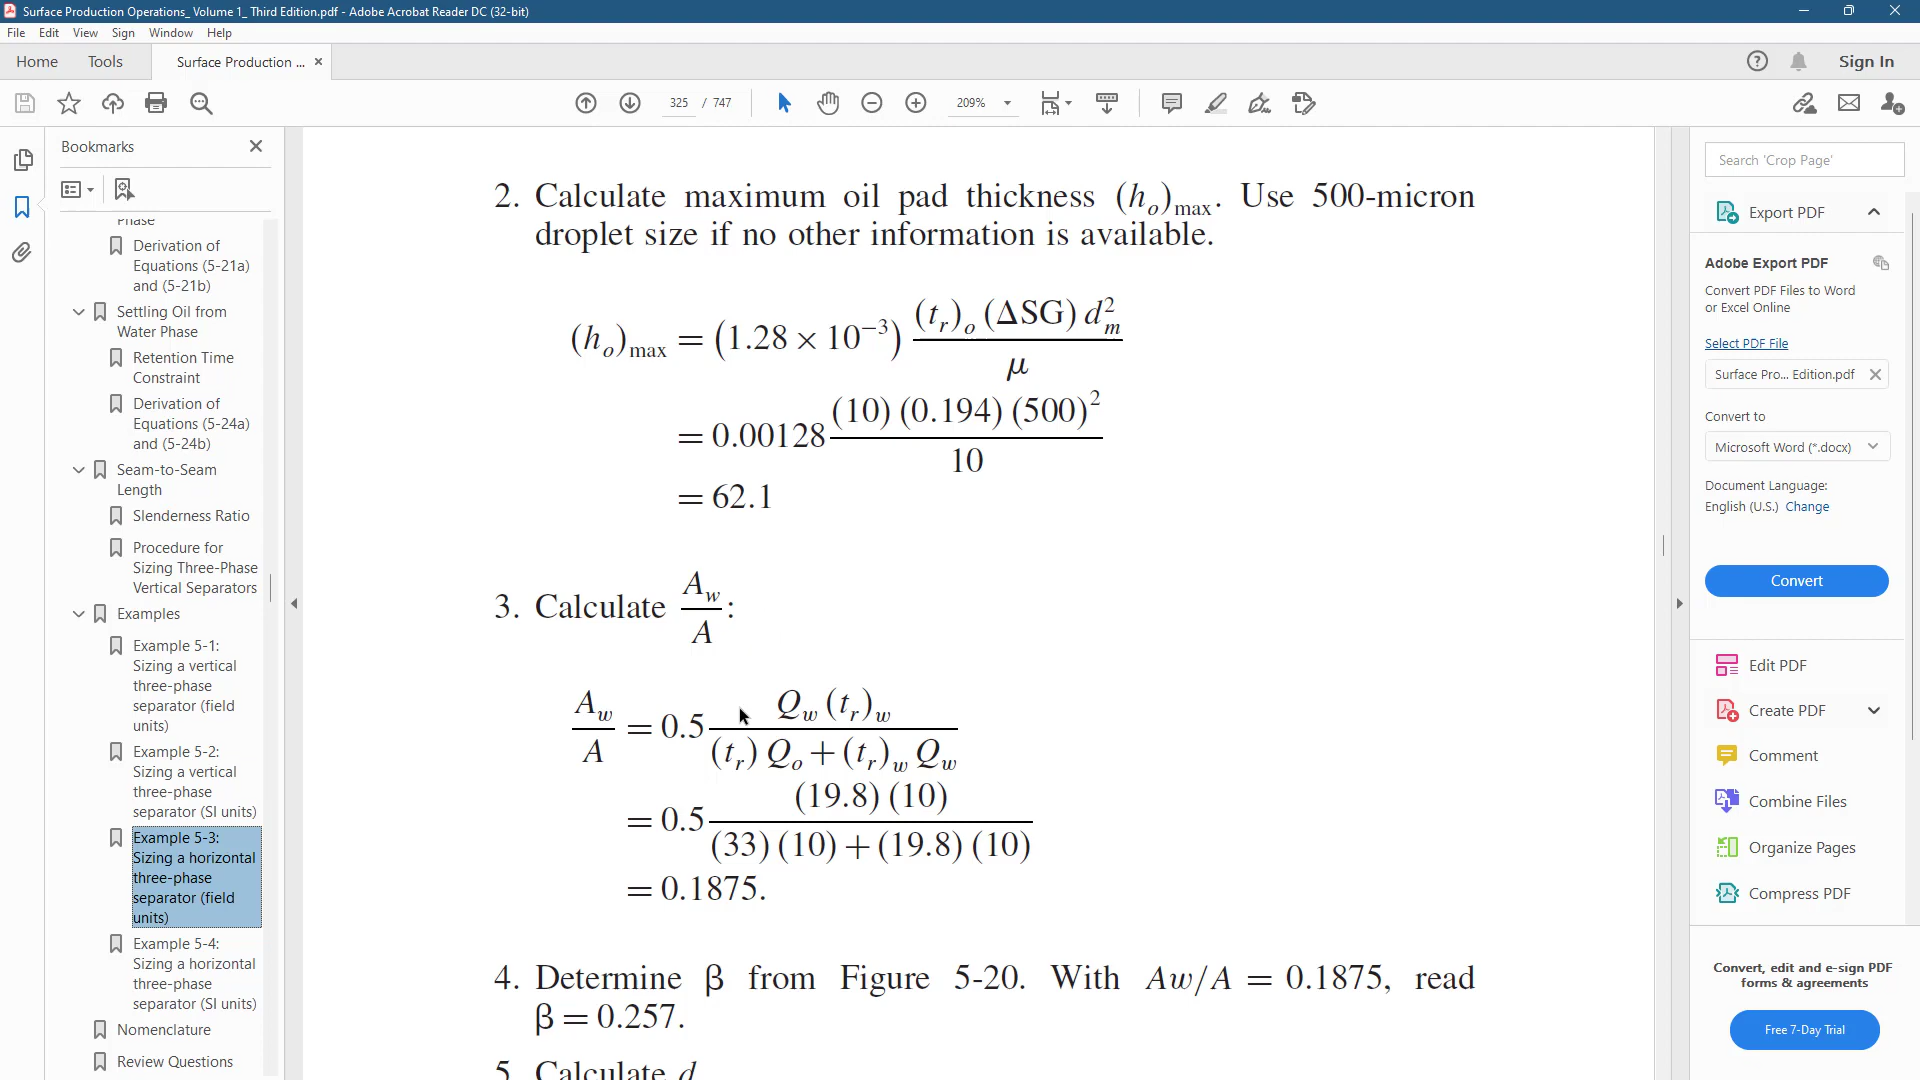 Surface Production Operations_ Volume 1_ Third Edition.pdf - Adobe Acrobat Reader DC (32-bit)
File Edit View Sign Window Help
Home Tools Surface Production ... × Sign In
325 / 747 209%
Bookmarks
Phase
Derivation of
Equations (5-21a)
and (5-21b)
Settling Oil from
Water Phase
Retention Time
Constraint
Derivation of
Equations (5-24a)
and (5-24b)
Seam-to-Seam
Length
Slenderness Ratio
Procedure for
Sizing Three-Phase
Vertical Separators
Examples
Example 5-1:
Sizing a vertical
three-phase
separator (field
units)
Example 5-2:
Sizing a vertical
three-phase
separator (SI units)
Example 5-3:
Sizing a horizontal
three-phase
separator (field
units)
Example 5-4:
Sizing a horizontal
three-phase
separator (SI units)
Nomenclature
Review Questions
2. Calculate maximum oil pad thickness (h_o)_max. Use 500-micron
droplet size if no other information is available.
(h_o)_max = (1.28 × 10^−3) (t_r)_o (ΔSG) d_m^2 / μ
= 0.00128 (10) (0.194) (500)^2 / 10
= 62.1
3. Calculate A_w / A:
A_w / A = 0.5 Q_w (t_r)_w / (t_r) Q_o + (t_r)_w Q_w
= 0.5 (19.8) (10) / (33) (10) + (19.8) (10)
= 0.1875.
4. Determine β from Figure 5-20. With Aw/A = 0.1875, read
β = 0.257.
5. Calculate d
Search 'Crop Page'
Export PDF
Adobe Export PDF
Convert PDF Files to Word
or Excel Online
Select PDF File
Surface Pro... Edition.pdf
Convert to
Microsoft Word (*.docx)
Document Language:
English (U.S.) Change
Convert
Edit PDF
Create PDF
Comment
Combine Files
Organize Pages
Compress PDF
Convert, edit and e-sign PDF
forms & agreements
Free 7-Day Trial